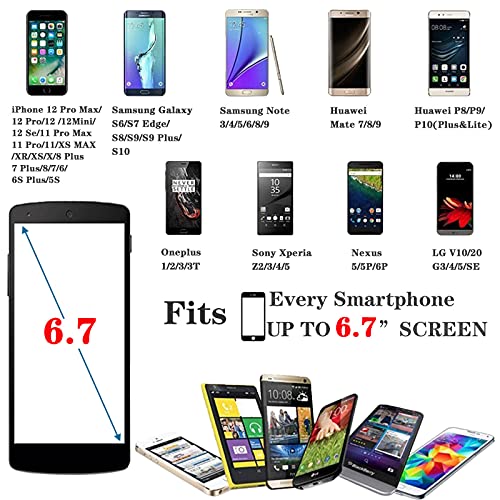 iPhone 12 Pro Max/
12 Pro/12 /12Mini/
12 Se/11 Pro Max
11 Pro/11/XS MAX
/XR/XS/X/8 Plus
7 Plus/8/7/6/
6S Plus/5S
Samsung Galaxy
S6/S7 Edge/
S8/S9/S9 Plus/
S10
Samsung Note
3/4/5/6/8/9
Huawei
Mate 7/8/9
Huawei P8/P9/
P10(Plus&Lite)
Oneplus
1/2/3/3T
Sony Xperia
Z2/3/4/5
Nexus
5/5P/6P
LG V10/20
G3/4/5/SE
6.7
Fits
Every Smartphone
UP TO 6.7” SCREEN
BlackBerry